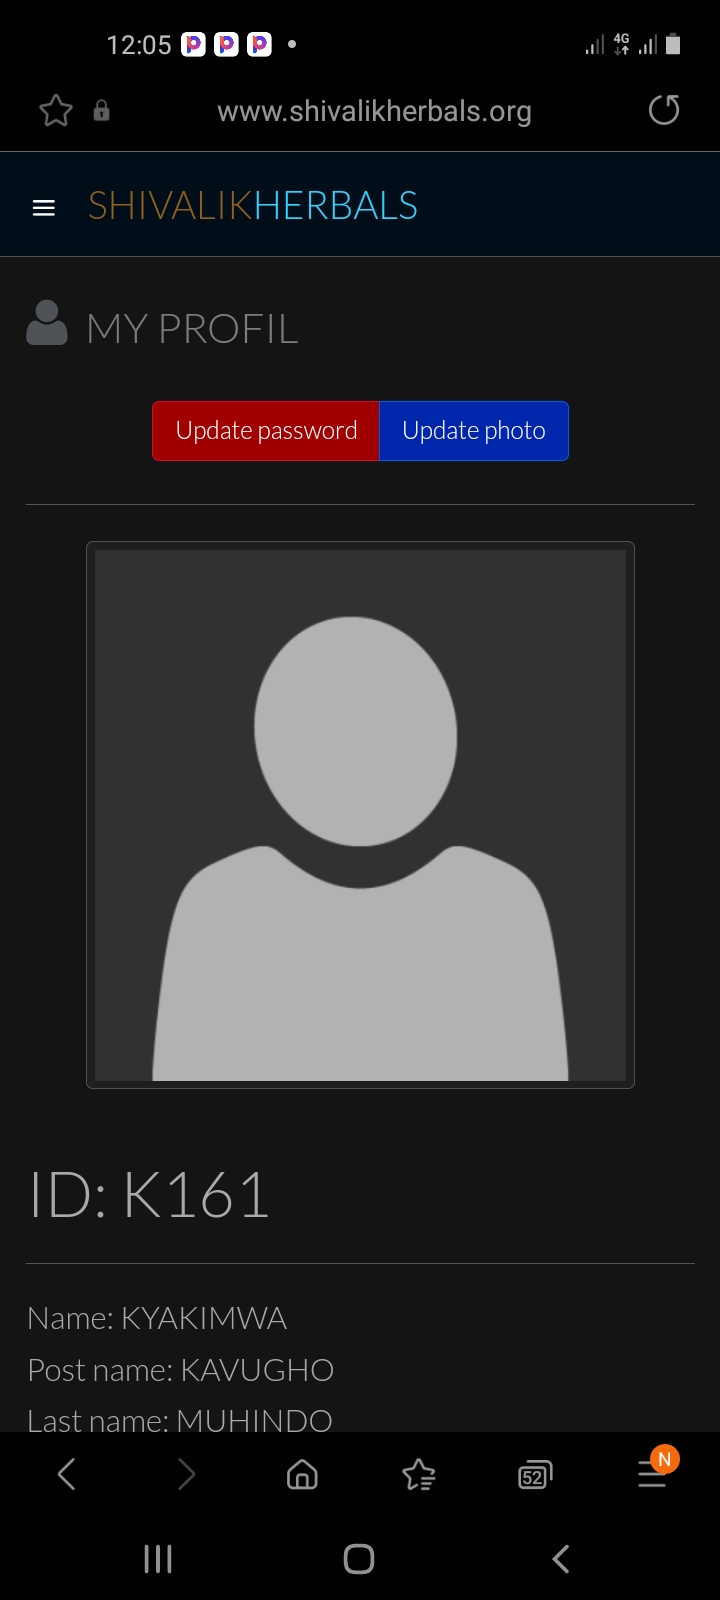 12:05
4G
www.shivalikherbals.org
SHIVALIKHERBALS
MY PROFIL
Update password Update photo
ID: K161
Name: KYAKIMWA
Post name: KAVUGHO
Last name: MUHINDO
52
N